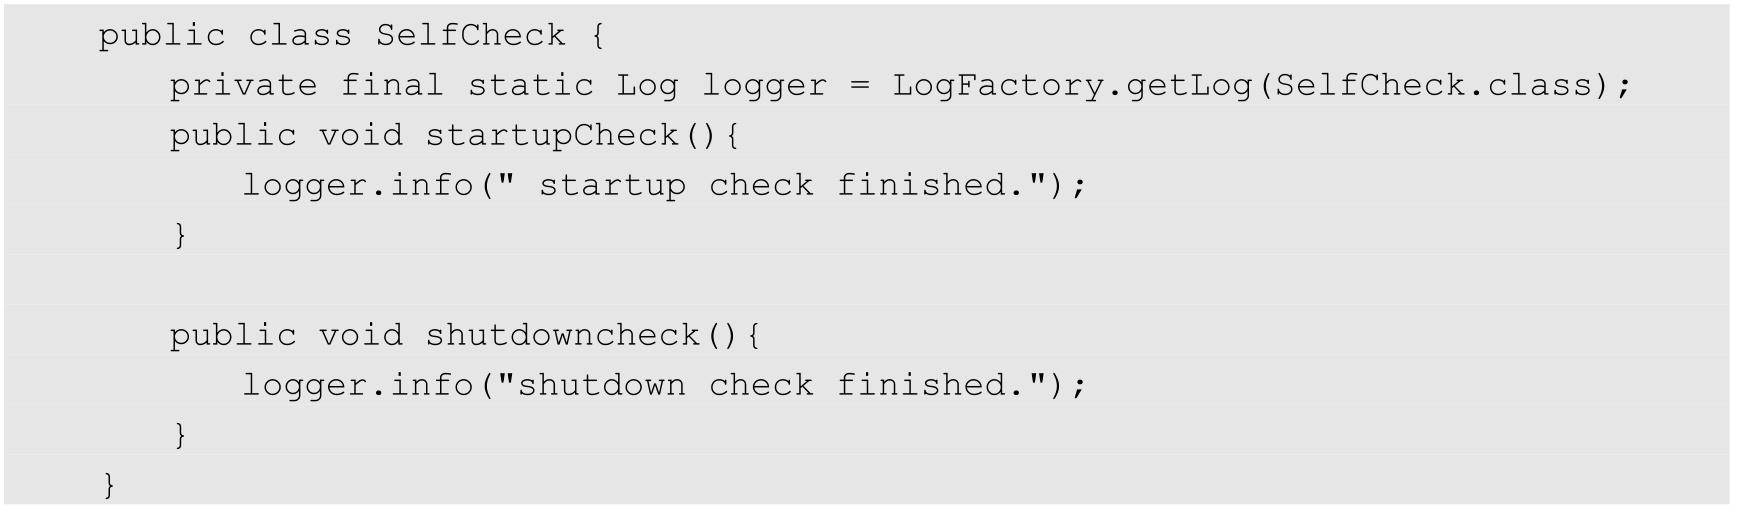 public class SelfCheck {
private final static Log logger = LogFactory.getLog(SelfCheck.class);
public void startupCheck(){
logger.info(" startup check finished.");
}
public void shutdowncheck(){
logger.info("shutdown check finished.");
}
}